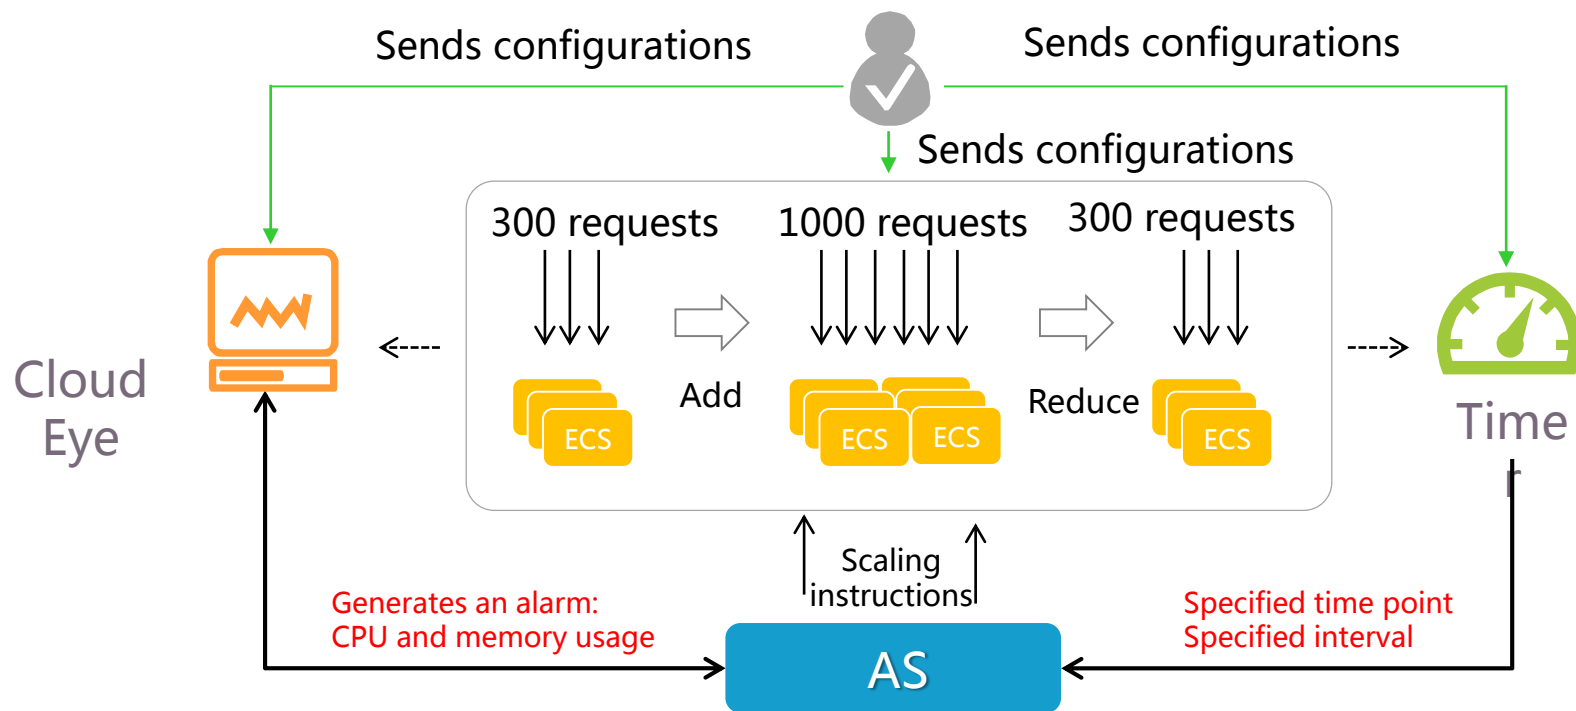 Sends configurations
Sends configurations
Sends configurations
300 requests
1000 requests
300 requests
Add
Reduce
ECS
ECS
ECS
ECS
Cloud
Eye
Time
r
Scaling
instructions
Generates an alarm:
CPU and memory usage
Specified time point
Specified interval
AS